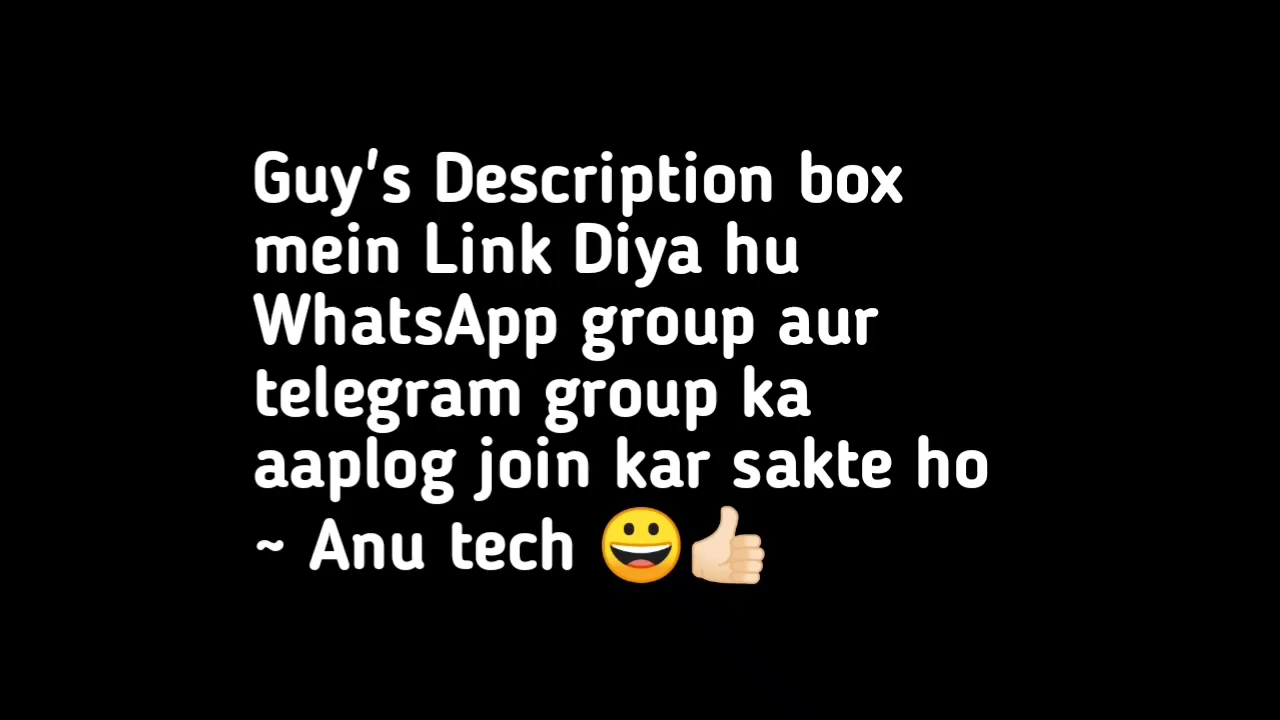 Guy's Description box
mein Link Diya hu
WhatsApp group aur
telegram group ka
aaplog join kar sakte ho
~ Anu tech 😀👍🏻